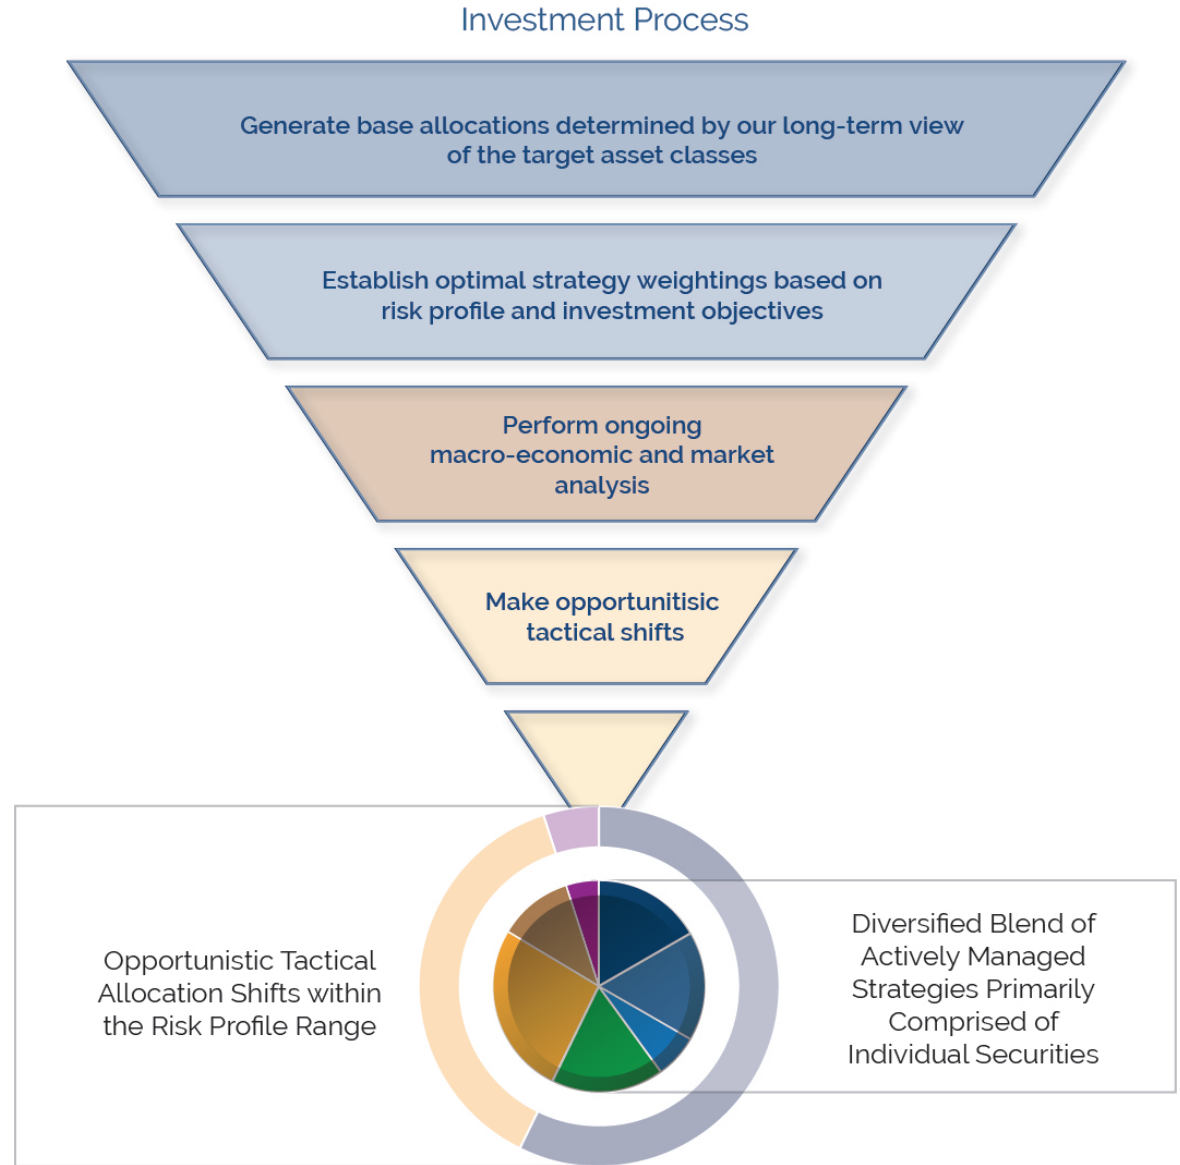 Investment Process
Generate base allocations determined by our long-term view
of the target asset classes
Establish optimal strategy weightings based on
risk profile and investment objectives
Perform ongoing
macro-economic and market
analysis
Make opportunitisic
tactical shifts
Opportunistic Tactical
Allocation Shifts within
the Risk Profile Range
Diversified Blend of
Actively Managed
Strategies Primarily
Comprised of
Individual Securities